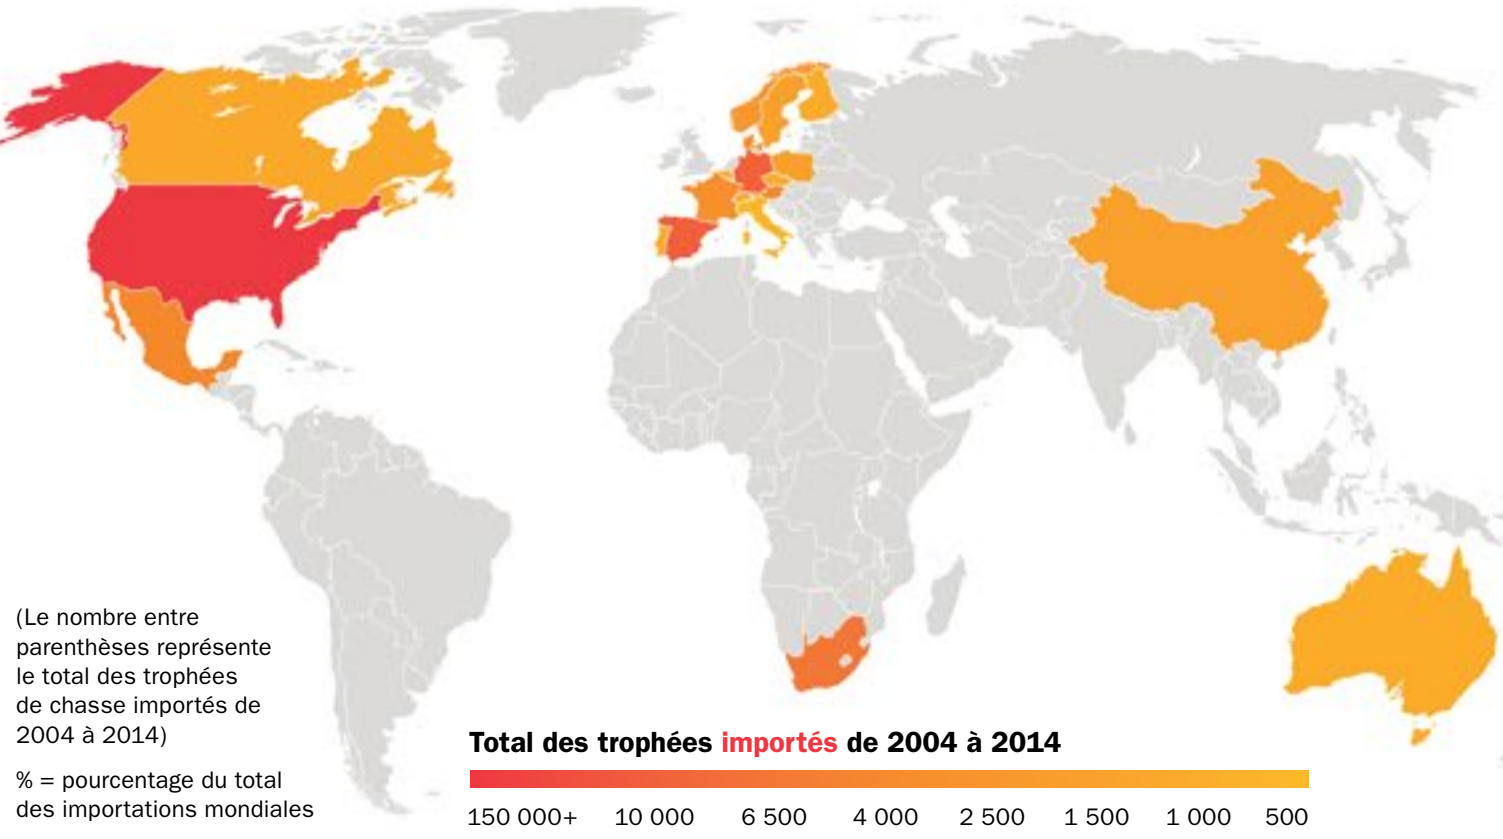 (Le nombre entre
parenthèses représente
le total des trophées
de chasse importés de
2004 à 2014)
% = pourcentage du total
des importations mondiales
Total des trophées importés de 2004 à 2014
150 000+ 10 000 6 500 4 000 2 500 1 500 1 000 500